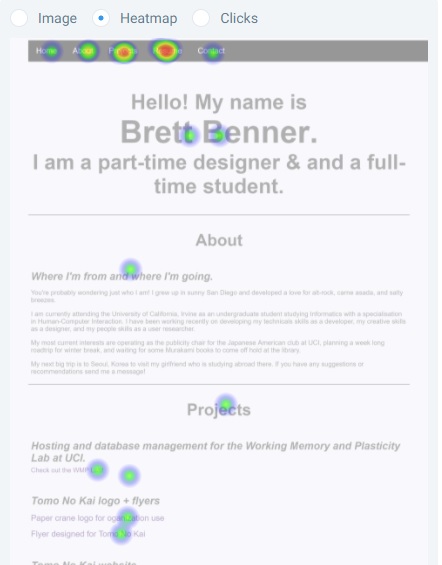 Image Heatmap Clicks
Home About Contact
Hello! My name is
Brett Benner.
I am a part-time designer & and a full-
time student.
About
Where I'm from and where I'm going.
You're probably wondering just who I am! I grew up in sunny San Diego and developed a love for alt-rock, carne asada, and salty
breezes.
I am currently attending the University of California, Irvine as an undergraduate student studying Informatics with a specialisation
in Human-Computer Interaction. I have been working recently on developing my technicals skills as a developer, my creative skills
as a designer, and my people skills as a user researcher.
My most current interests are operating as the publicity chair for the Japanese American club at UCI, planning a week long
roadtrip for winter break, and waiting for some Murakami books to come off hold at the library.
My next big trip is to Seoul, Korea to visit my girlfriend who is studying abroad there. If you have any suggestions or
recommendations send me a message!
Projects
Hosting and database management for the Working Memory and Plasticity
Lab at UCI.
Check out the
Tomo No Kai logo + flyers
Paper crane logo for use
Flyer designed for Tomo No Kai
Tomo No Kai website